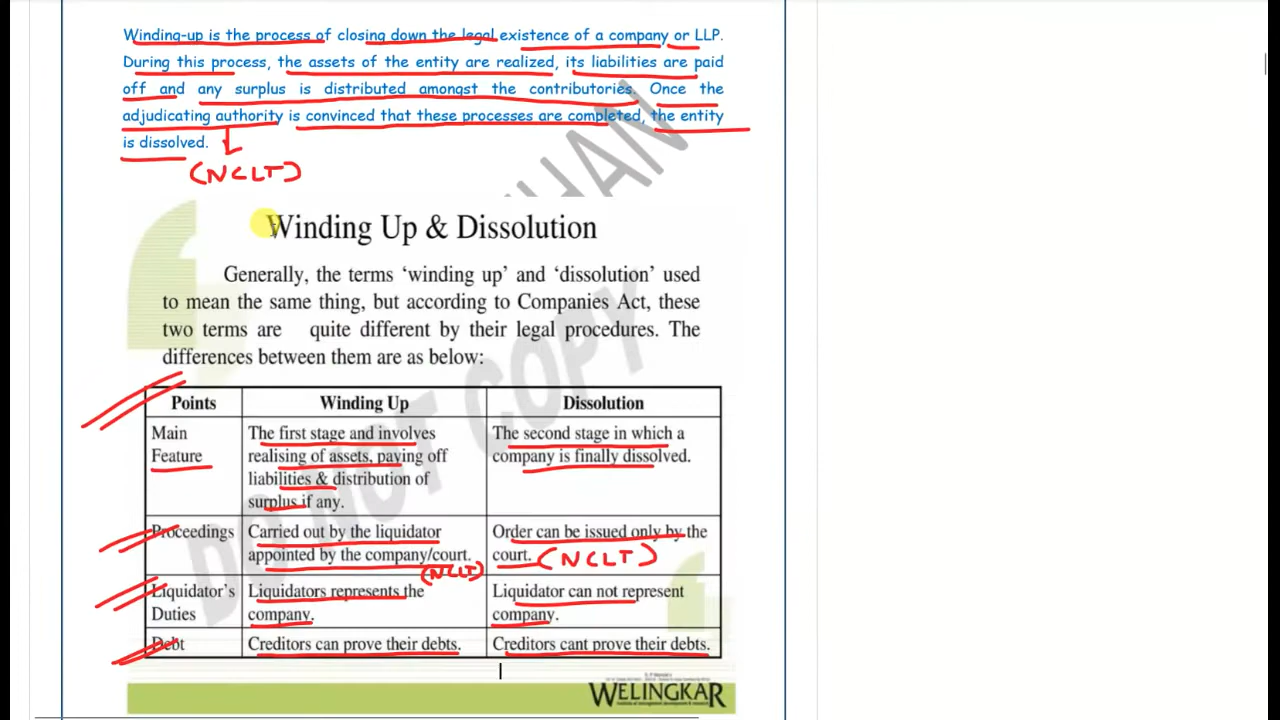 Winding-up is the process of closing down the legal existence of a company or LLP.
During this process, the assets of the entity are realized, its liabilities are paid
off and any surplus is distributed amongst the contributories. Once the
adjudicating authority is convinced that these processes are completed, the entity
is dissolved.
(NCLT)
Winding Up & Dissolution
Generally, the terms ‘winding up’ and ‘dissolution’ used
to mean the same thing, but according to Companies Act, these
two terms are quite different by their legal procedures. The
differences between them are as below:
Points Winding Up Dissolution
Main The first stage and involves The second stage in which a
Feature realising of assets, paying off company is finally dissolved.
liabilities & distribution of
surplus if any.
Proceedings Carried out by the liquidator Order can be issued only by the
appointed by the company/court. court. (NCLT)
(NCLT)
Liquidator's Liquidators represents the Liquidator can not represent
Duties company. company.
Debt Creditors can prove their debts. Creditors cant prove their debts.
DO NOT COPY
WELINGKAR